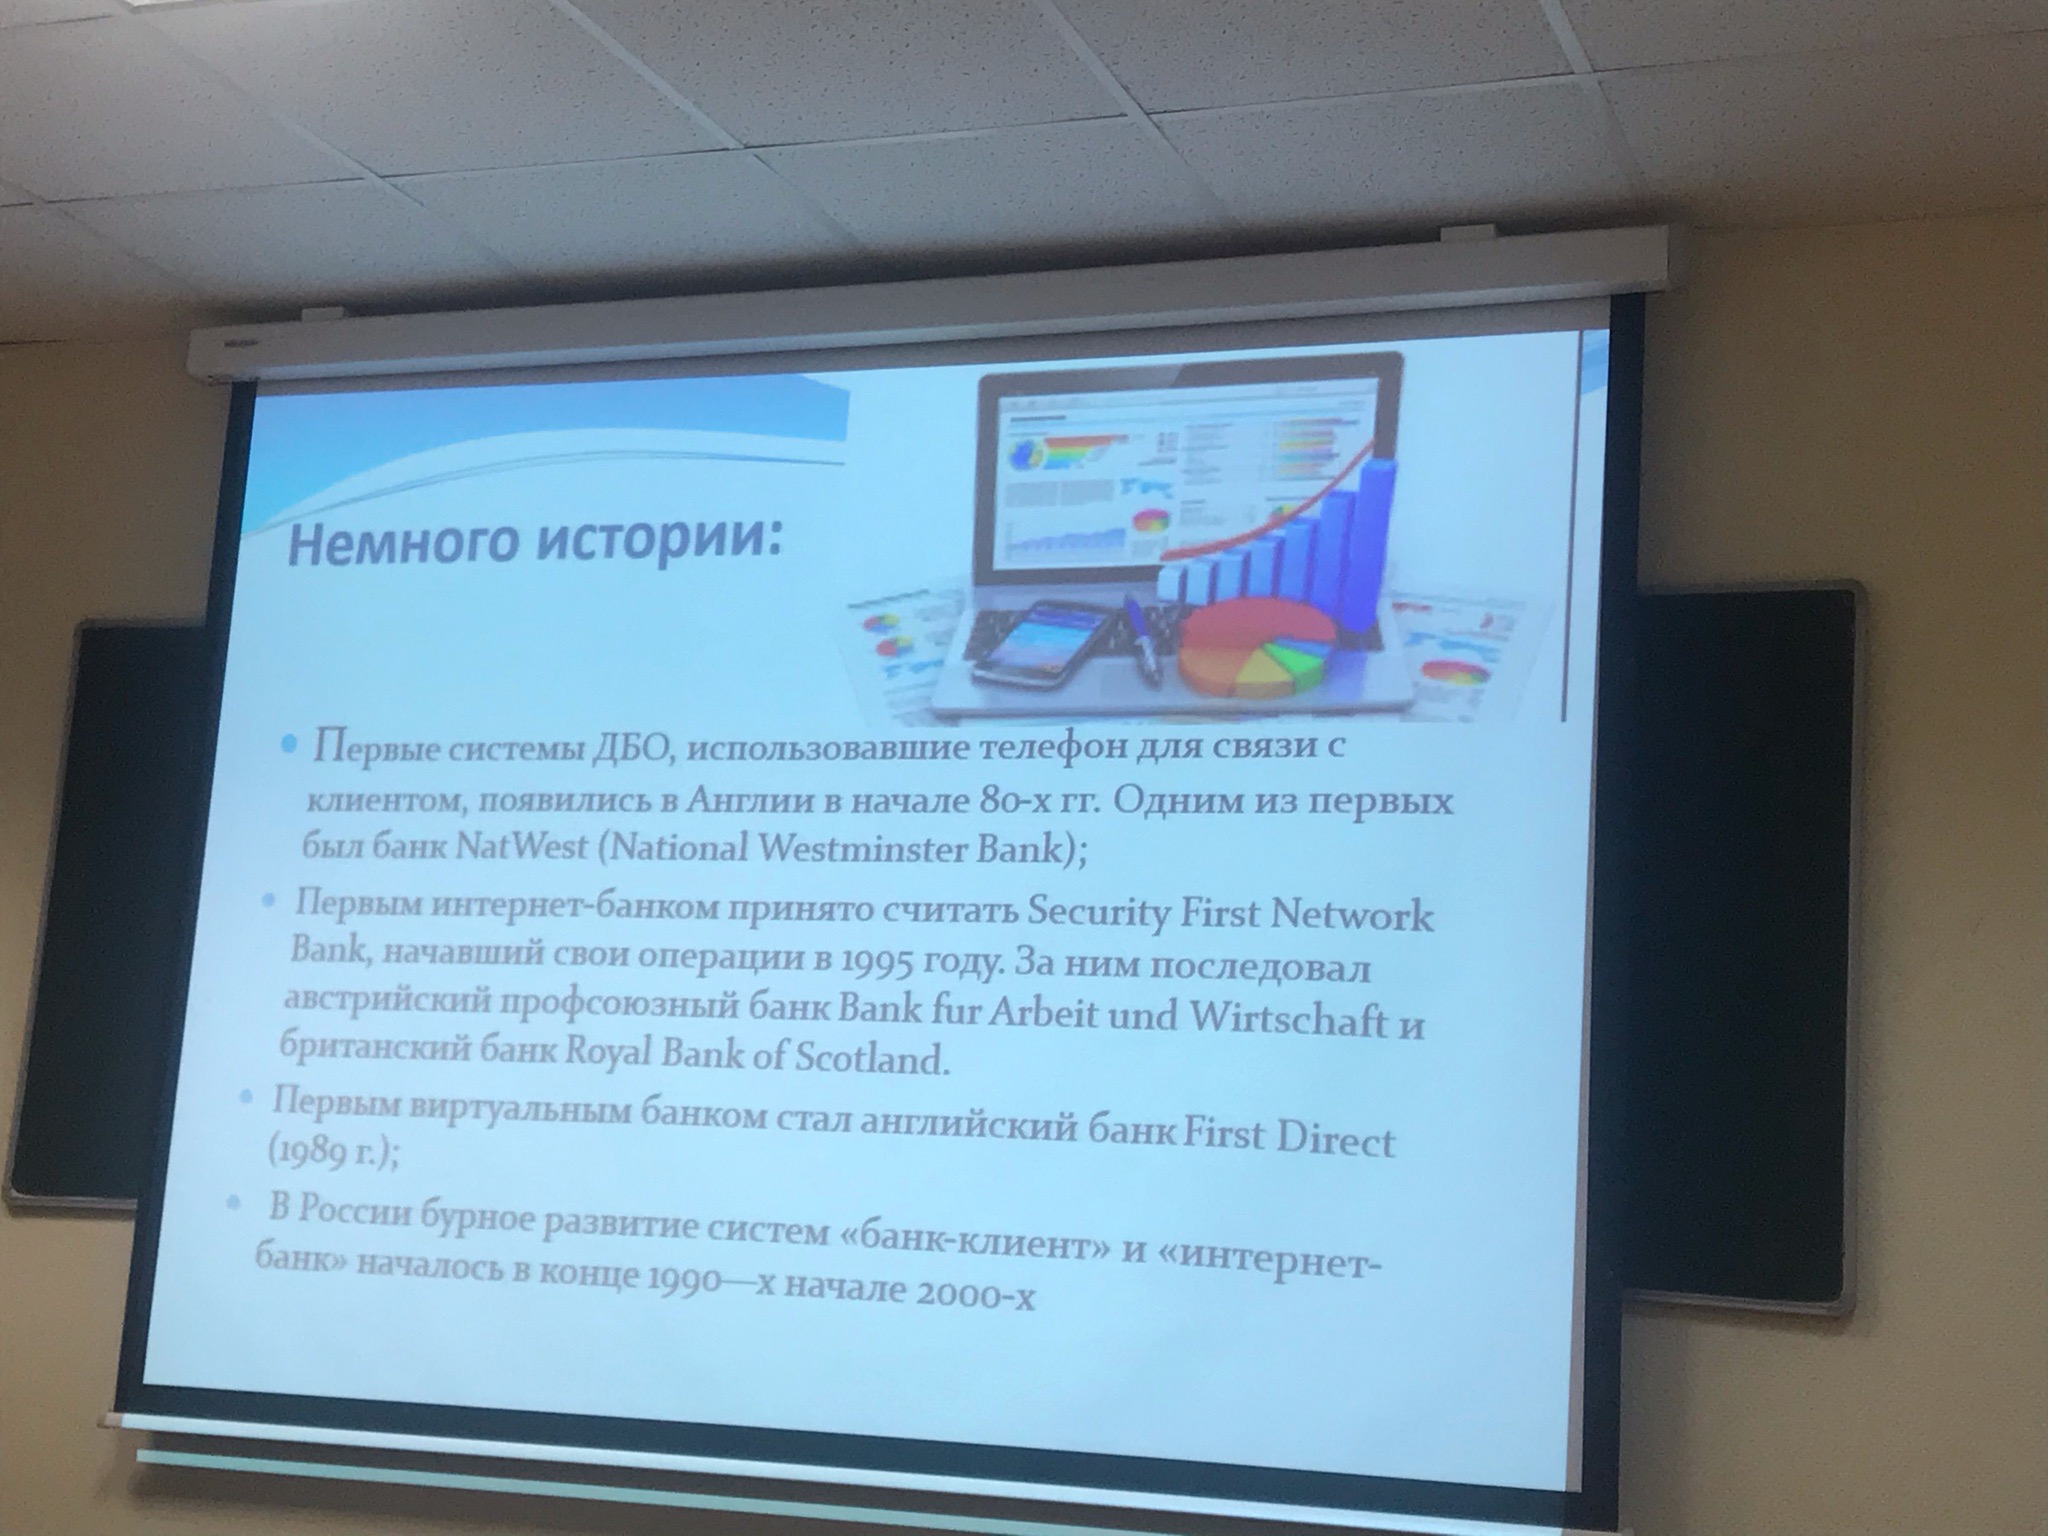 Немного истории:
Первые системы ДБО, использовавшие телефон для связи с
клиентом, появились в Англии в начале 80-х гг. Одним из первых
был банк NatWest (National Westminster Bank);
Первым интернет-банком принято считать Security First Network
Bank, начавший свои операции в 1995 году. За ним последовал
австрийский профсоюзный банк Bank fur Arbeit und Wirtschaft и
британский банк Royal Bank of Scotland.
Первым виртуальным банком стал английский банк First Direct
(1989 г.);
В России бурное развитие систем «банк-клиент» и «интернет-
банк» началось в конце 1990—х начале 2000-х